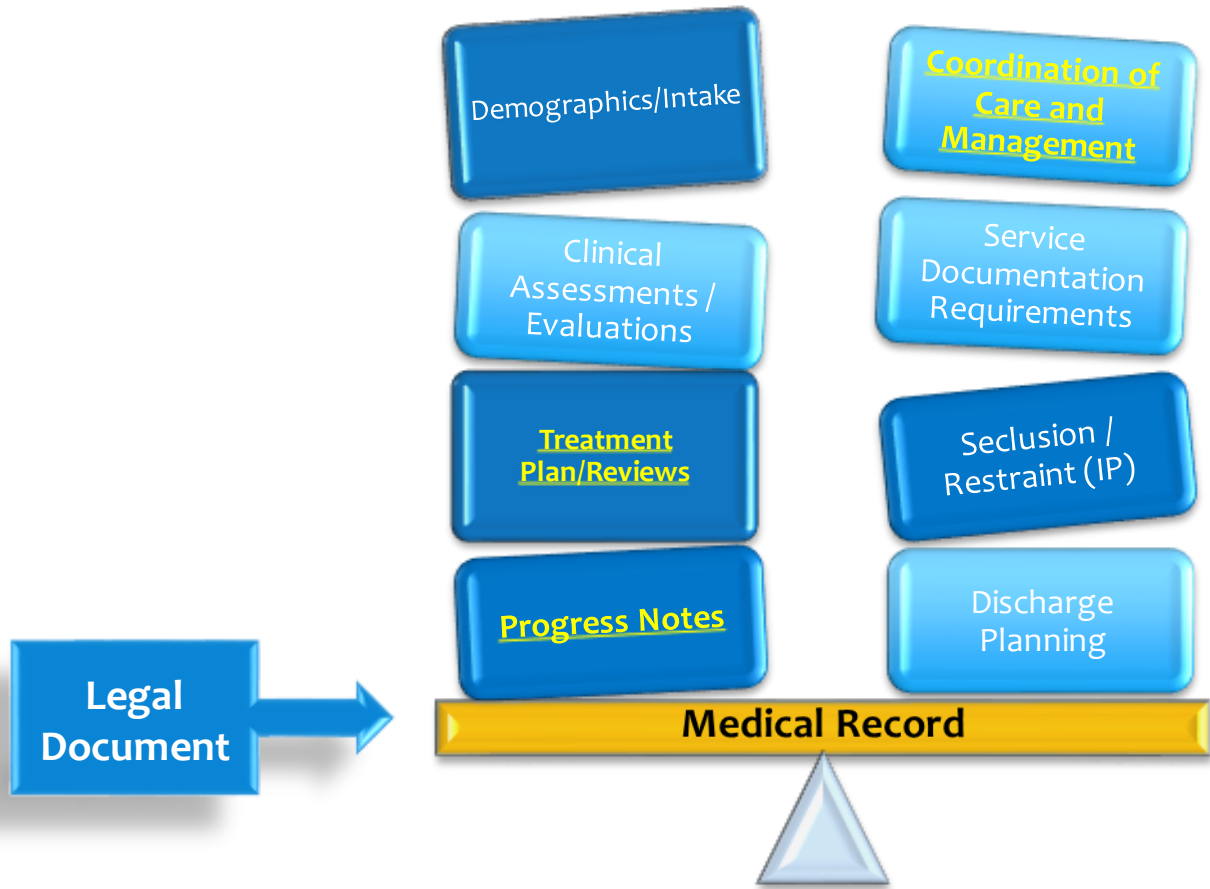 Demographics/Intake
Clinical
Assessments /
Evaluations
Treatment
Plan/Reviews
Progress Notes
Coordination of
Care and
Management
Service
Documentation
Requirements
Seclusion /
Restraint (IP)
Discharge
Planning
Legal
Document
Medical Record